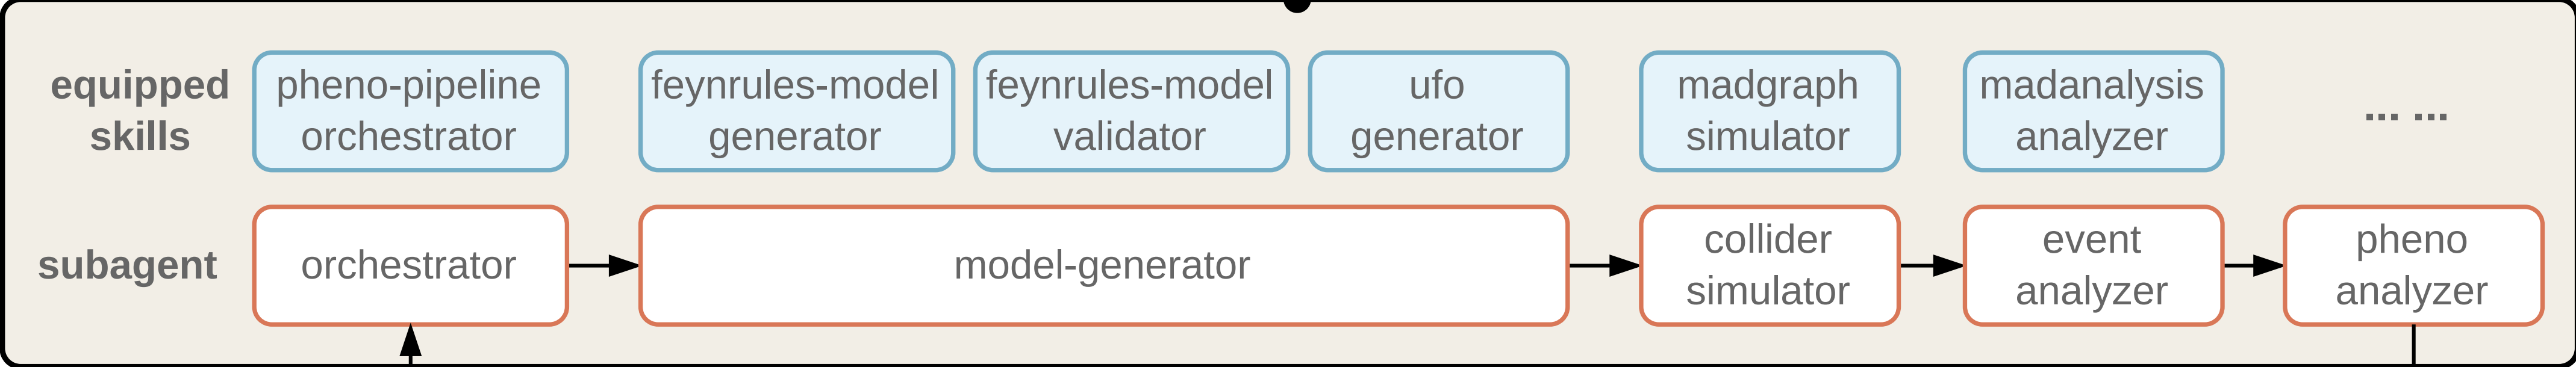 equipped
skills
pheno-pipeline
orchestrator
feynrules-model
generator
feynrules-model
validator
ufo
generator
madgraph
simulator
madanalysis
analyzer
... ...
subagent
orchestrator
model-generator
collider
simulator
event
analyzer
pheno
analyzer